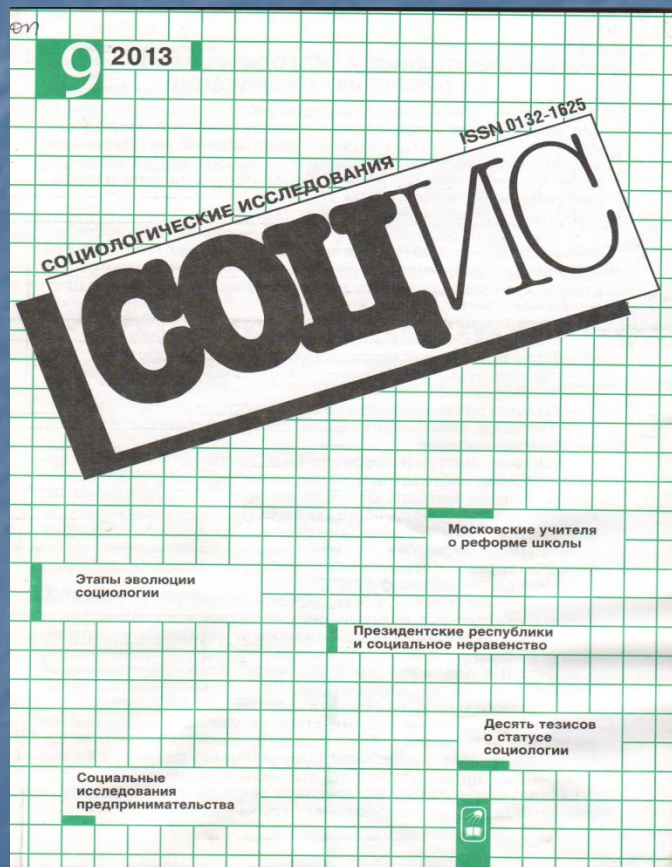 оп
9 2013
ISSN 0132-1625
СОЦИОЛОГИЧЕСКИЕ ИССЛЕДОВАНИЯ
СОЦИС
Московские учителя
о реформе школы
Этапы эволюции
социологии
Президентские республики
и социальное неравенство
Десять тезисов
о статусе
социологии
Социальные
исследования
предпринимательства